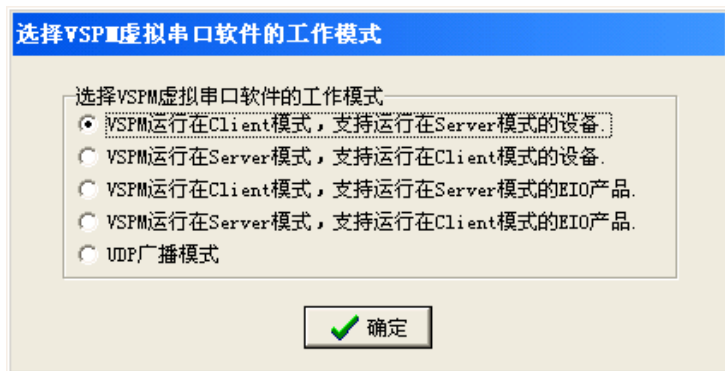 选择VSPM虚拟串口软件的工作模式
选择VSPM虚拟串口软件的工作模式
VSPM运行在Client模式，支持运行在Server模式的设备.
VSPM运行在Server模式，支持运行在Client模式的设备.
VSPM运行在Client模式，支持运行在Server模式的EIO产品.
VSPM运行在Server模式，支持运行在Client模式的EIO产品.
UDP广播模式
确定